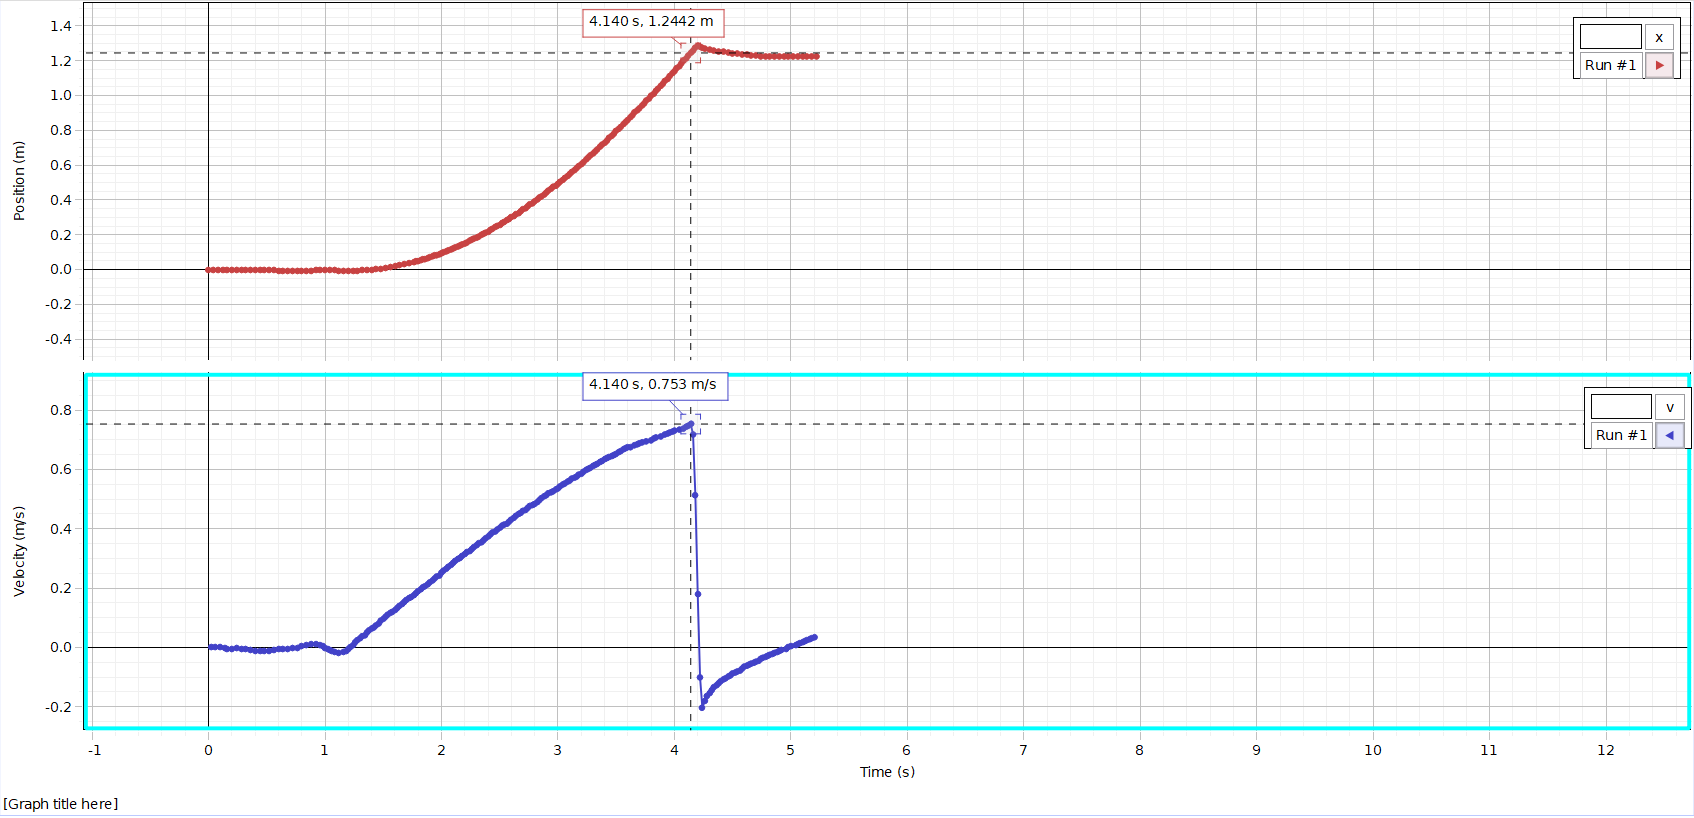 4.140 s, 1.2442 m
1.4
1.2
1.0
0.8
0.6
0.4
0.2
0.0
-0.2
-0.4
Position (m)
x
Run #1
4.140 s, 0.753 m/s
0.8
0.6
0.4
0.2
0.0
-0.2
Velocity (m/s)
v
Run #1
-1 0 1 2 3 4 5 6 7 8 9 10 11 12
Time (s)
[Graph title here]